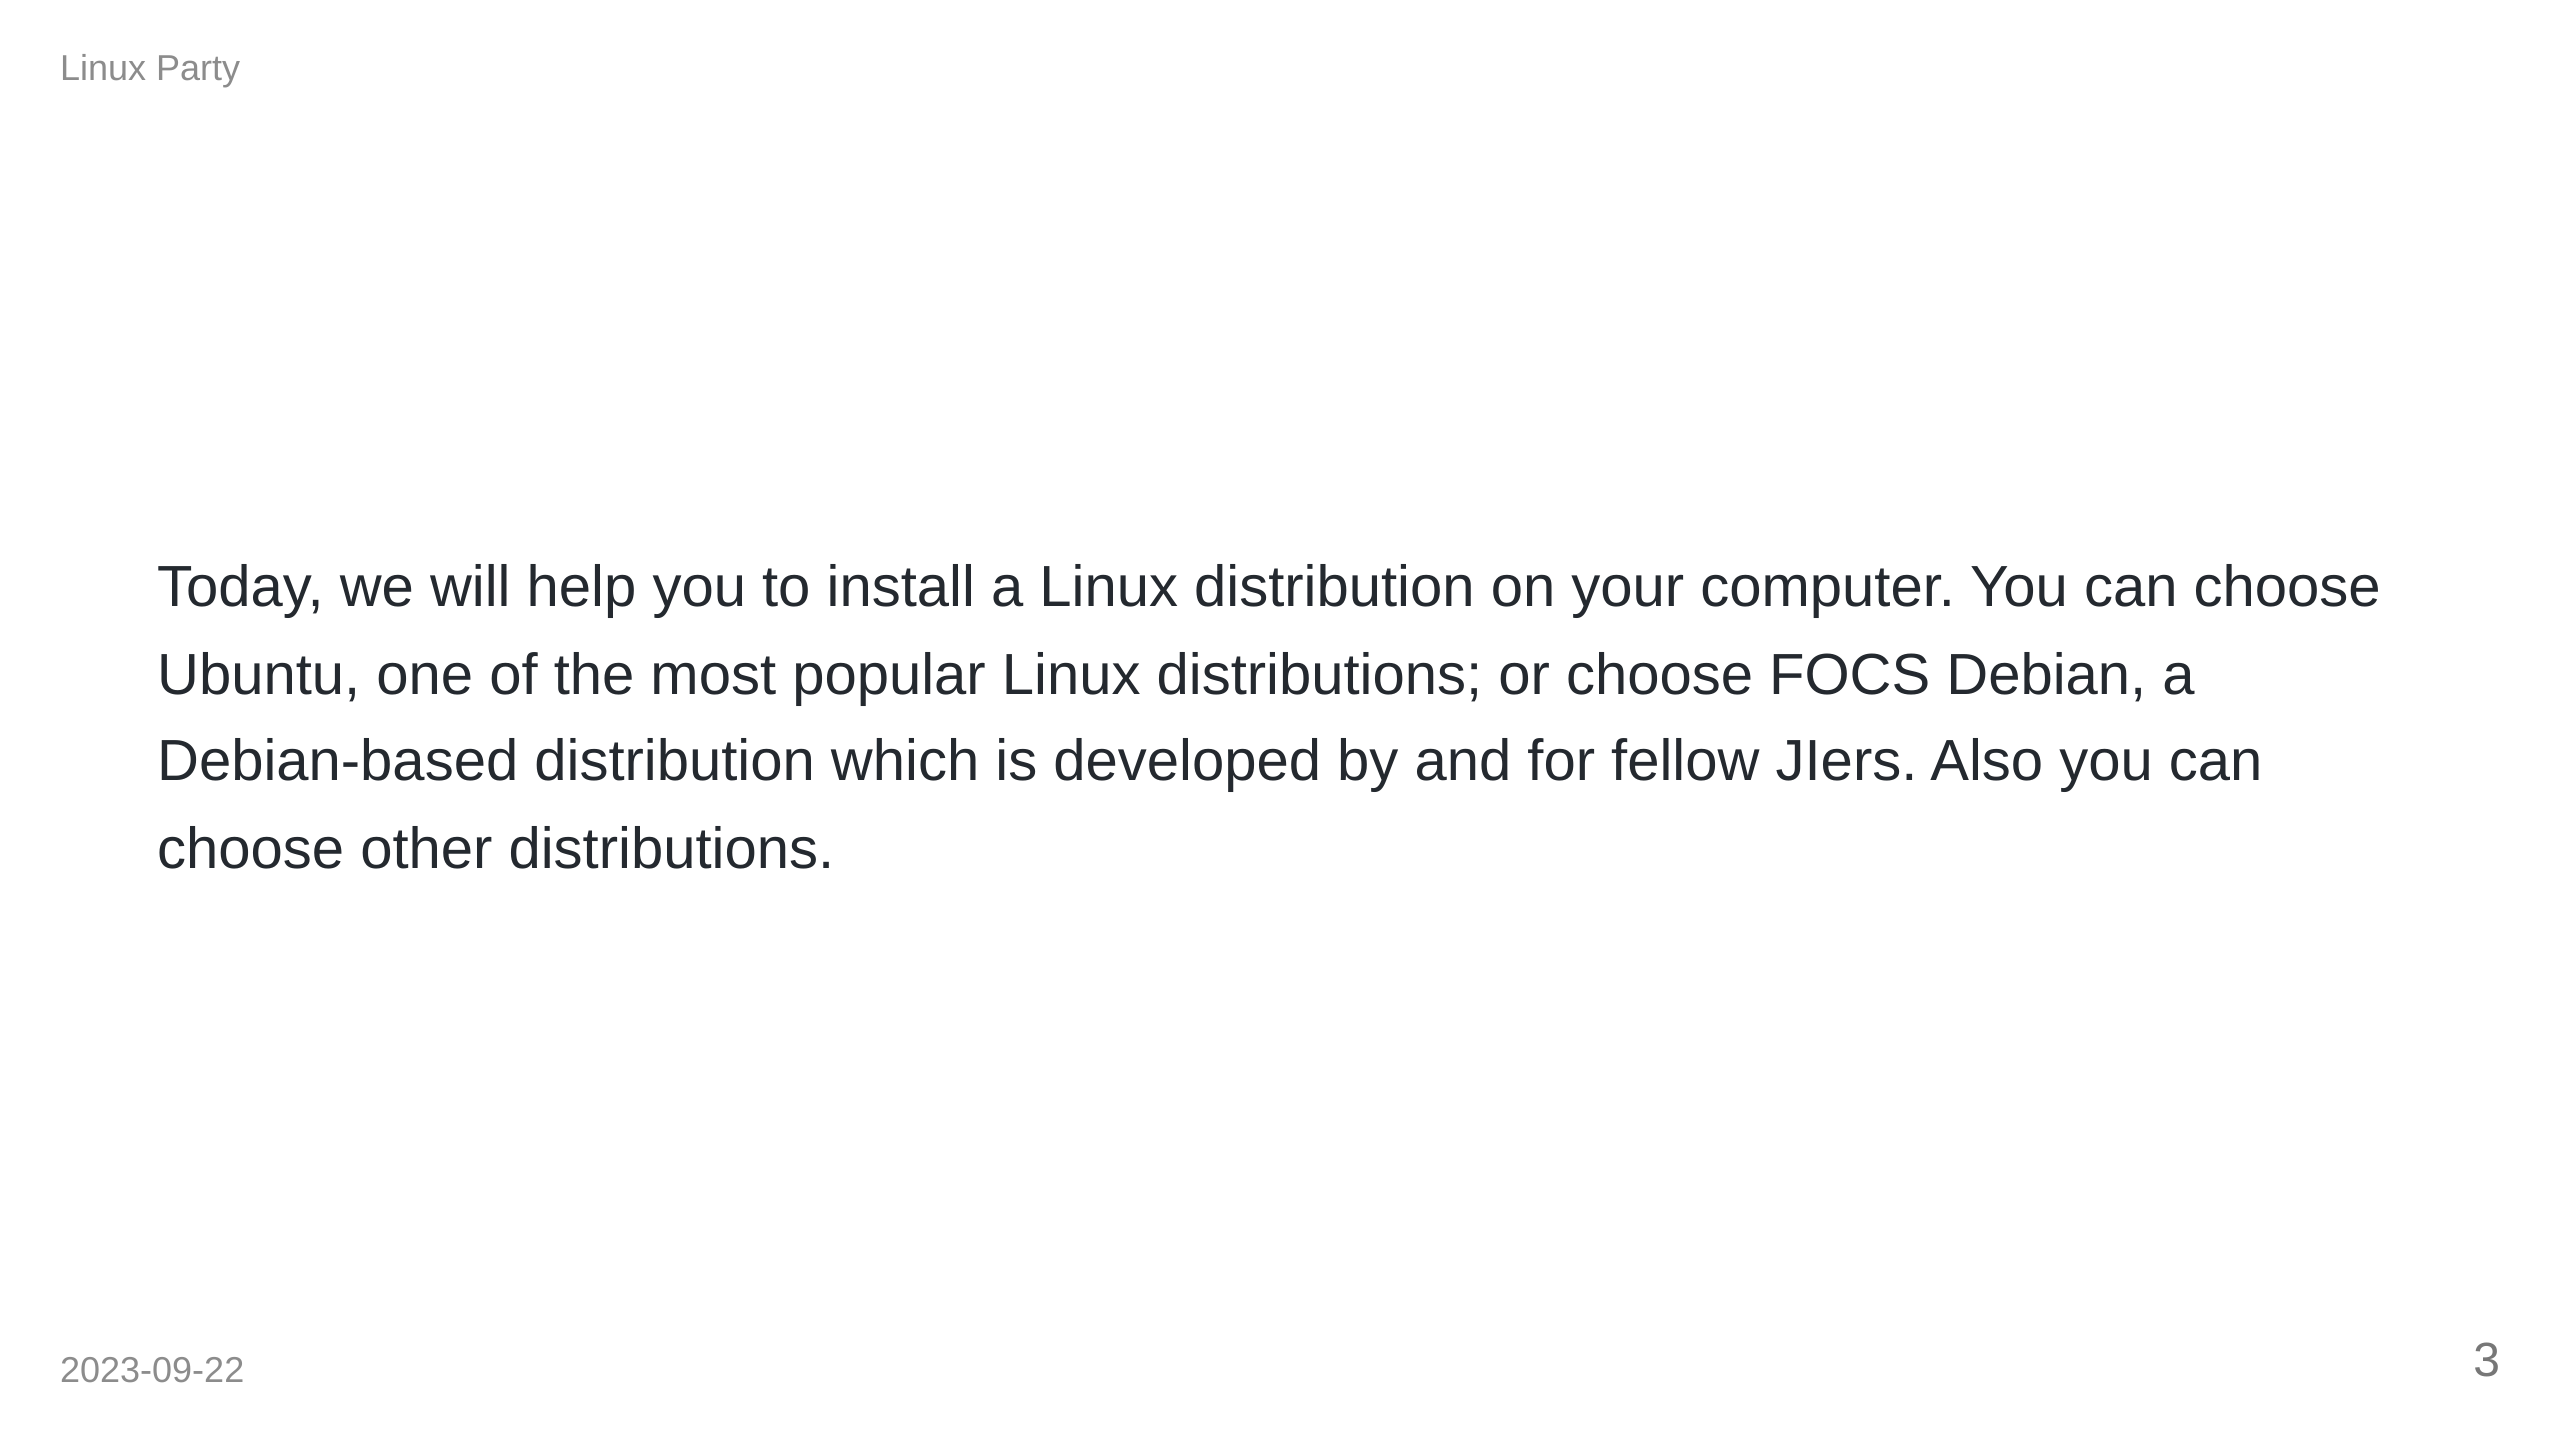 Linux Party
Today, we will help you to install a Linux distribution on your computer. You can choose
Ubuntu, one of the most popular Linux distributions; or choose FOCS Debian, a
Debian-based distribution which is developed by and for fellow JIers. Also you can
choose other distributions.
2023-09-22
3